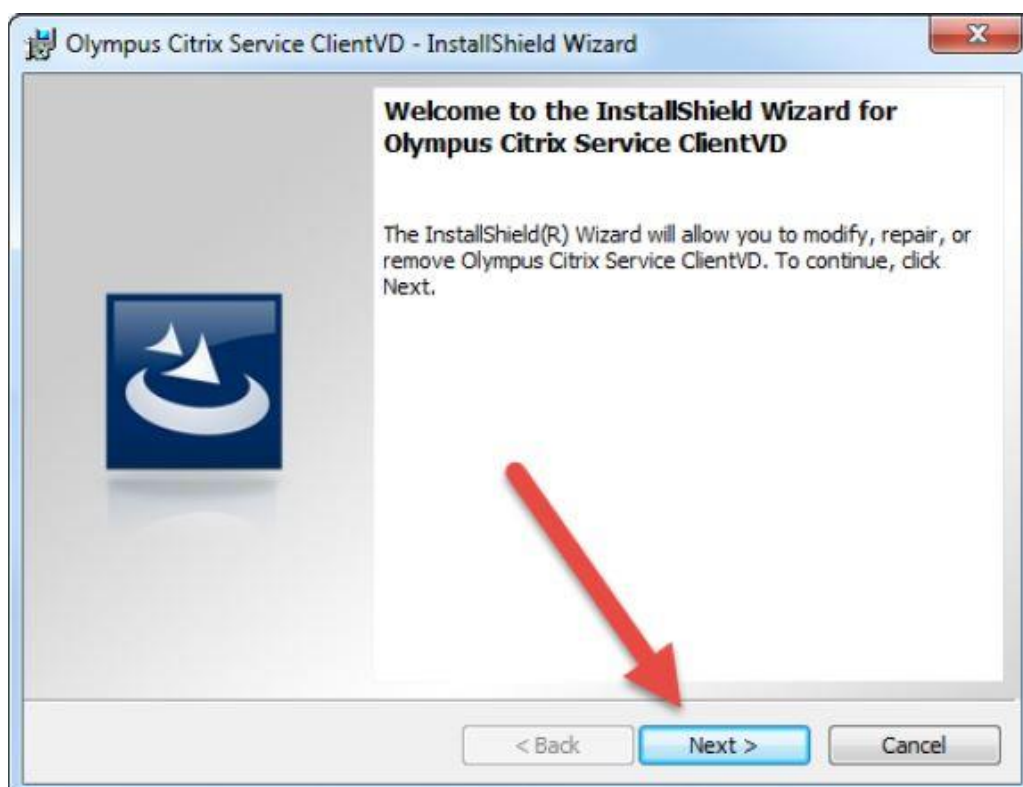 Olympus Citrix Service ClientVD - InstallShield Wizard
Welcome to the InstallShield Wizard for
Olympus Citrix Service ClientVD
The InstallShield(R) Wizard will allow you to modify, repair, or
remove Olympus Citrix Service ClientVD. To continue, click
Next.
< Back Next > Cancel